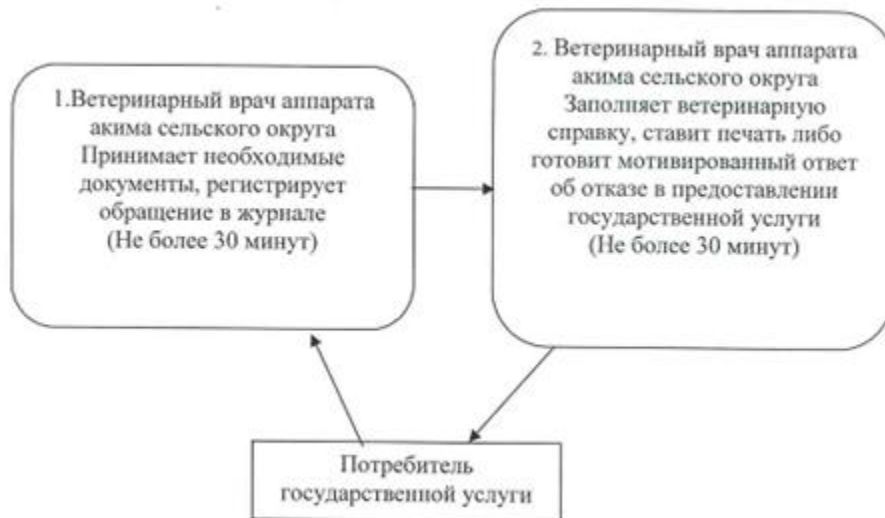 1.Ветеринарный врач аппарата
акима сельского округа
Принимает необходимые
документы, регистрирует
обращение в журнале
(Не более 30 минут)
2. Ветеринарный врач аппарата
акима сельского округа
Заполняет ветеринарную
справку, ставит печать либо
готовит мотивированный ответ
об отказе в предоставлении
государственной услуги
(Не более 30 минут)
Потребитель
государственной услуги